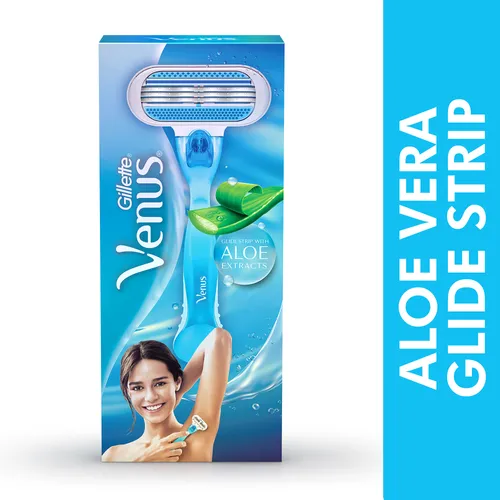 Gillette
Venus
GLIDE STRIP WITH
ALOE
EXTRACTS
Venus
ALOE VERA
GLIDE STRIP